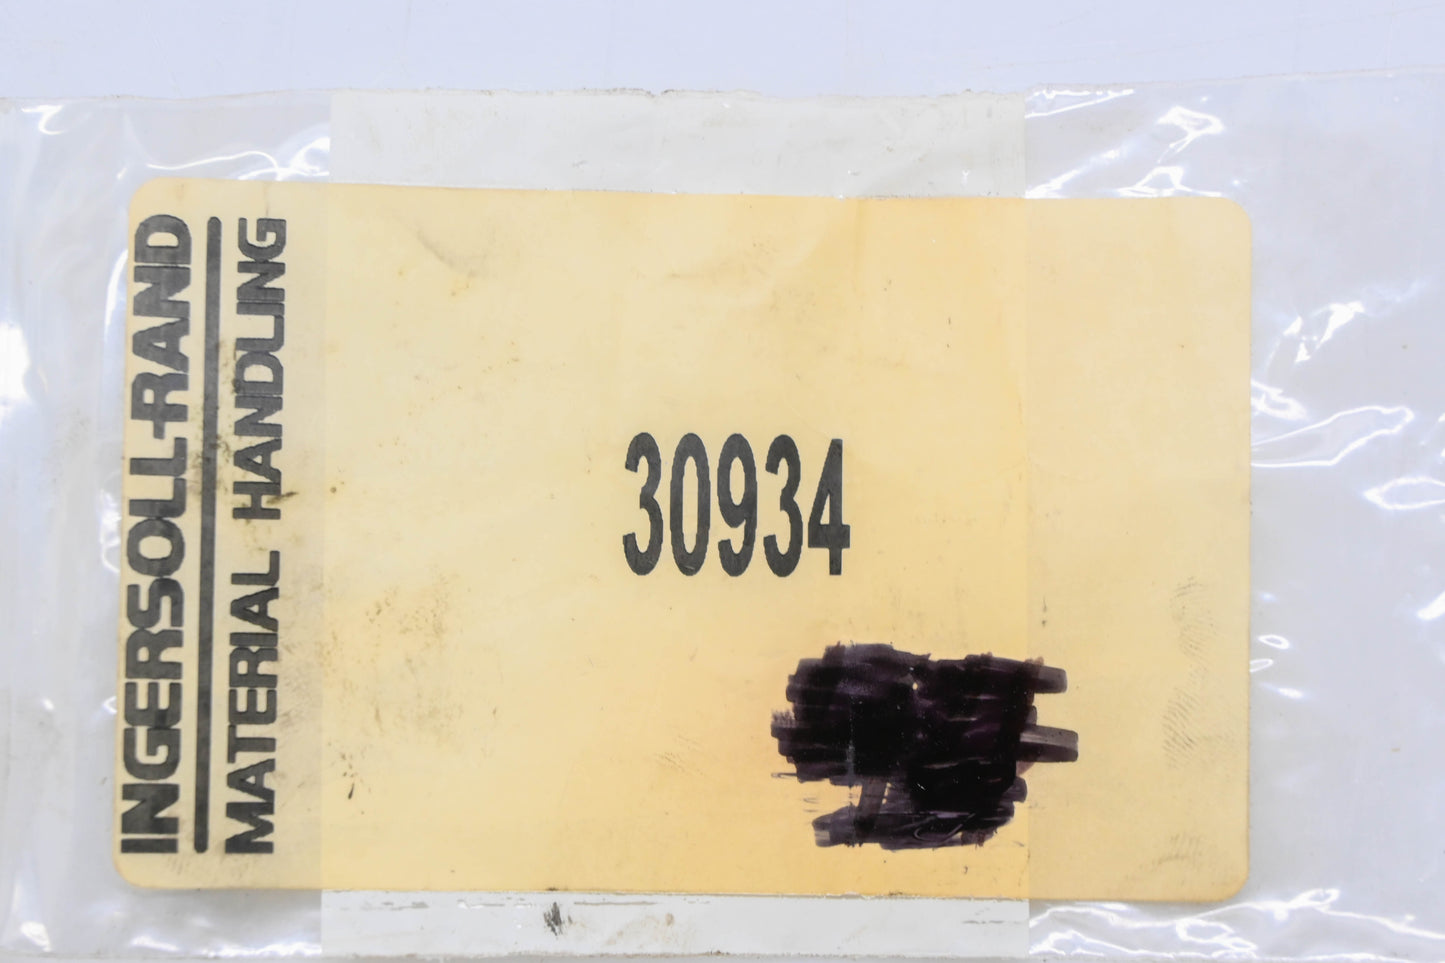 INGERSOLL-RAND
MATERIAL HANDLING
30934